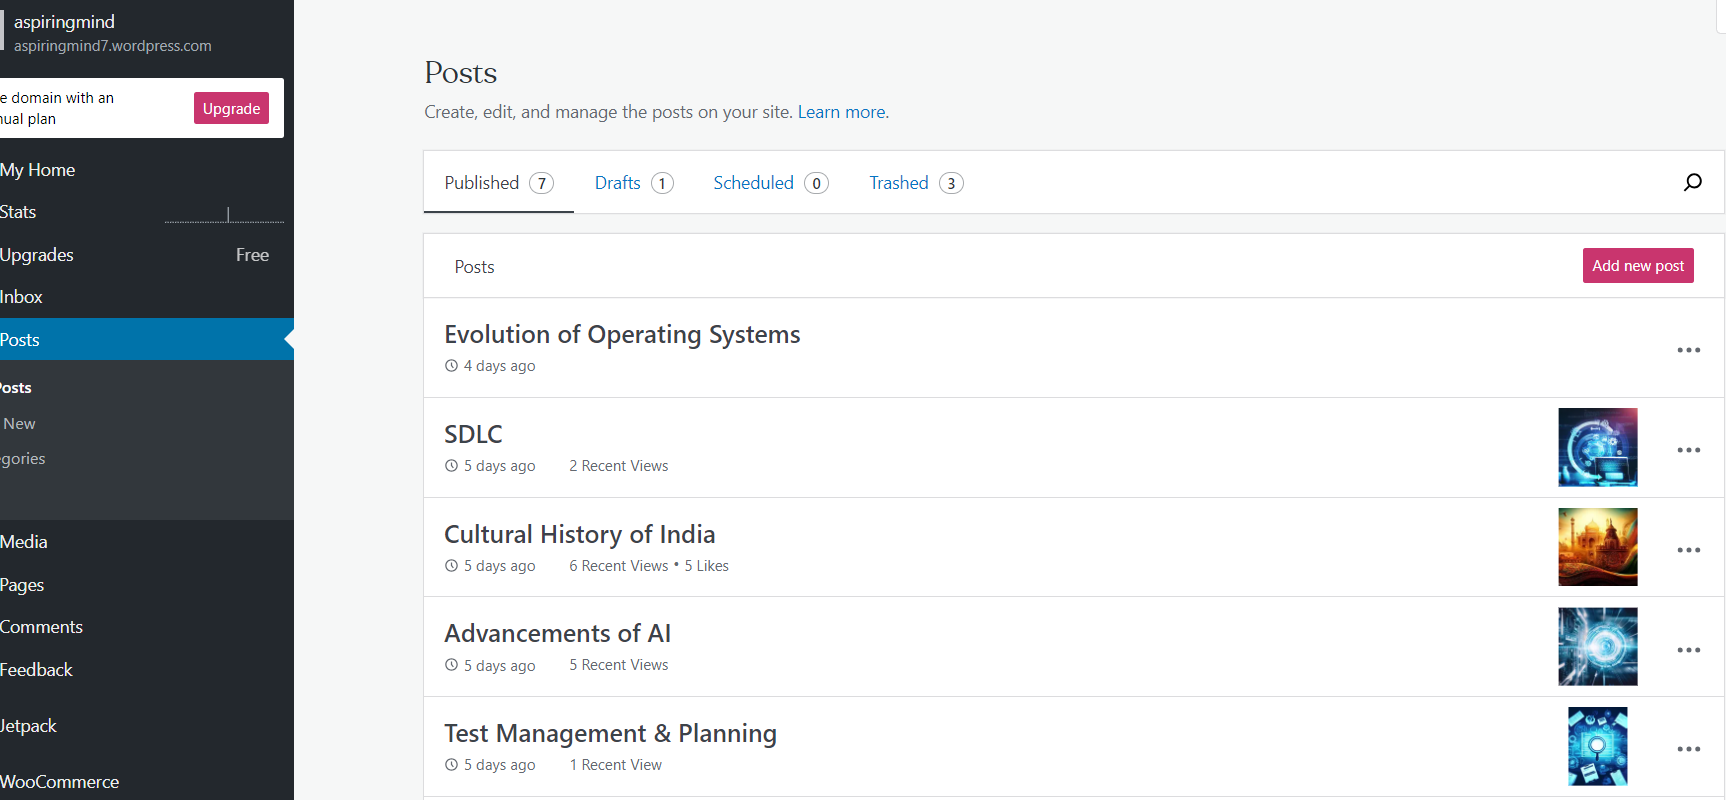 aspiringmind
aspiringmind7.wordpress.com
e domain with an
nual plan
Upgrade
My Home
Stats
Upgrades
Free
Inbox
Posts
Posts
New
gories
Media
Pages
Comments
Feedback
Jetpack
WooCommerce
Posts
Create, edit, and manage the posts on your site. Learn more.
Published 7 Drafts 1 Scheduled 0 Trashed 3
Posts
Add new post
Evolution of Operating Systems
4 days ago
SDLC
5 days ago 2 Recent Views
Cultural History of India
5 days ago 6 Recent Views • 5 Likes
Advancements of AI
5 days ago 5 Recent Views
Test Management & Planning
5 days ago 1 Recent View